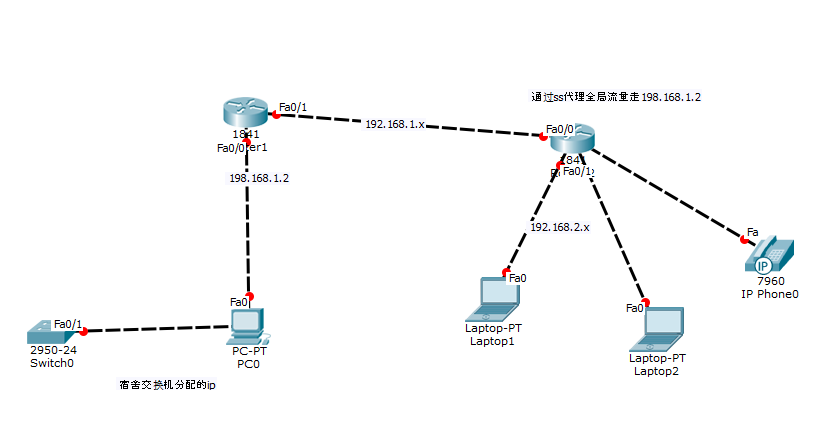 通过ss代理全局流量走198.168.1.2
Fa0/1
192.168.1.x
Fa0/0
1841
Fa0/0
198.168.1.2
Fa0/1
192.168.2.x
Fa
7960
IP Phone0
Fa0
Fa0
Fa0
Laptop-PT
Laptop1
Laptop-PT
Laptop2
Fa0/1
2950-24
Switch0
PC-PT
PC0
宿舍交换机分配的ip